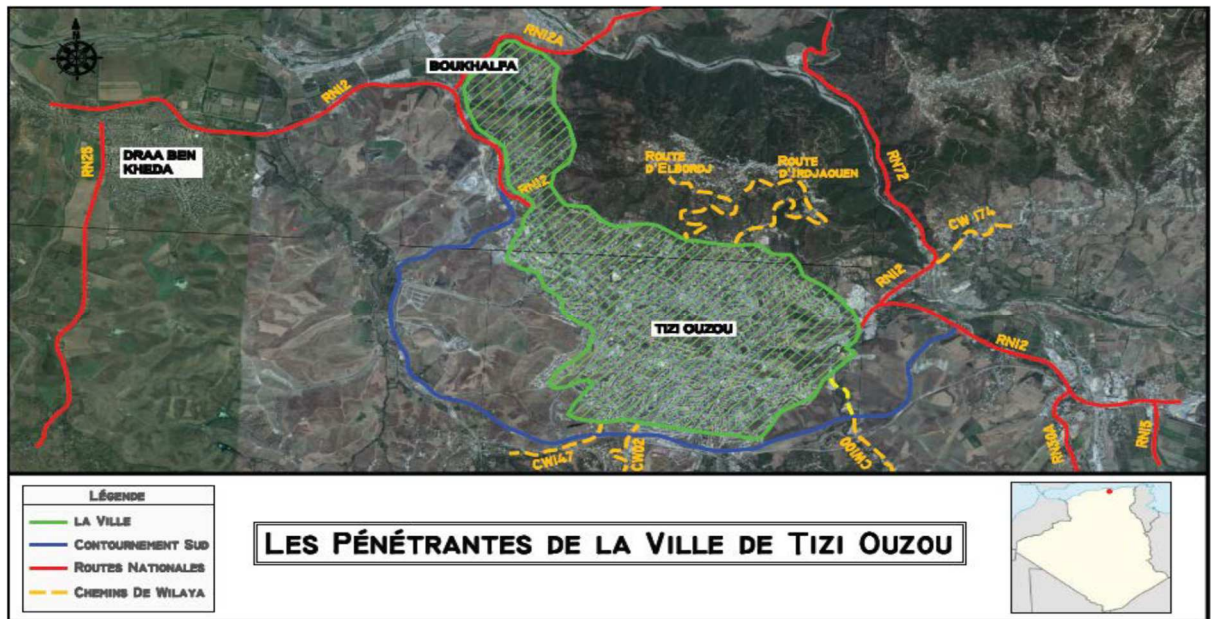 N
RN12A
BOUKHALFA
RN12
DRAA BEN
KHEDA
RN25
ROUTE
D'ELBORDJ
ROUTE
D'IRDJAOUEN
RN72
RN12
CW 174
RN12
TIZI OUZOU
RN12
CW147
CW02
CW100
RN30A
RN15
LÉGENDE
LA VILLE
CONTOURNEMENT SUD
ROUTES NATIONALES
CHEMINS DE WILAYA
LES PÉNÉTRANTES DE LA VILLE DE TIZI OUZOU